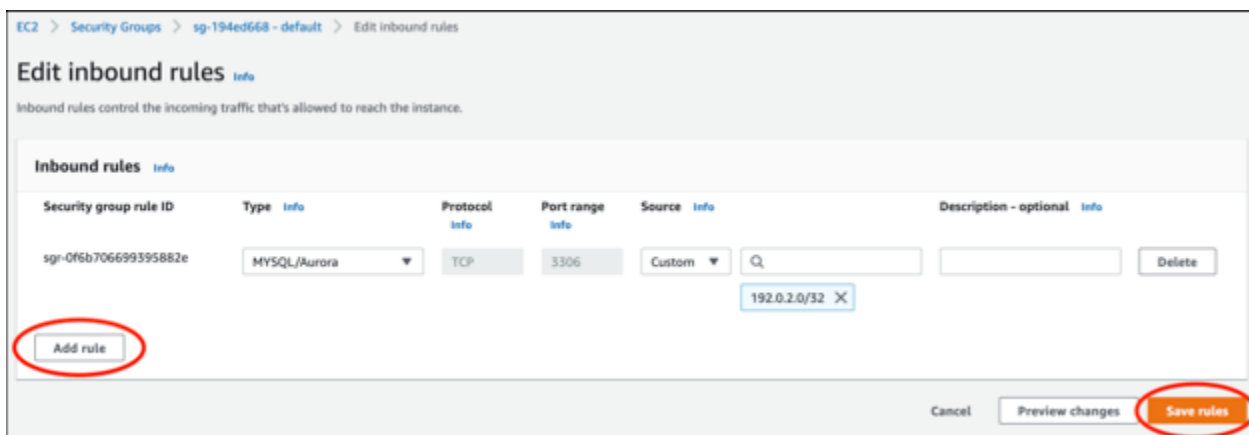 EC2 > Security Groups > sg-194ed668 - default > Edit inbound rules
Edit inbound rules Info
Inbound rules control the incoming traffic that's allowed to reach the instance.
Inbound rules Info
Security group rule ID Type Info Protocol Info Port range Info Source Info Description - optional Info
sgr-0f6b706699395882e MYSQL/Aurora TCP 3306 Custom Delete
192.0.2.0/32
Add rule
Cancel Preview changes Save rules